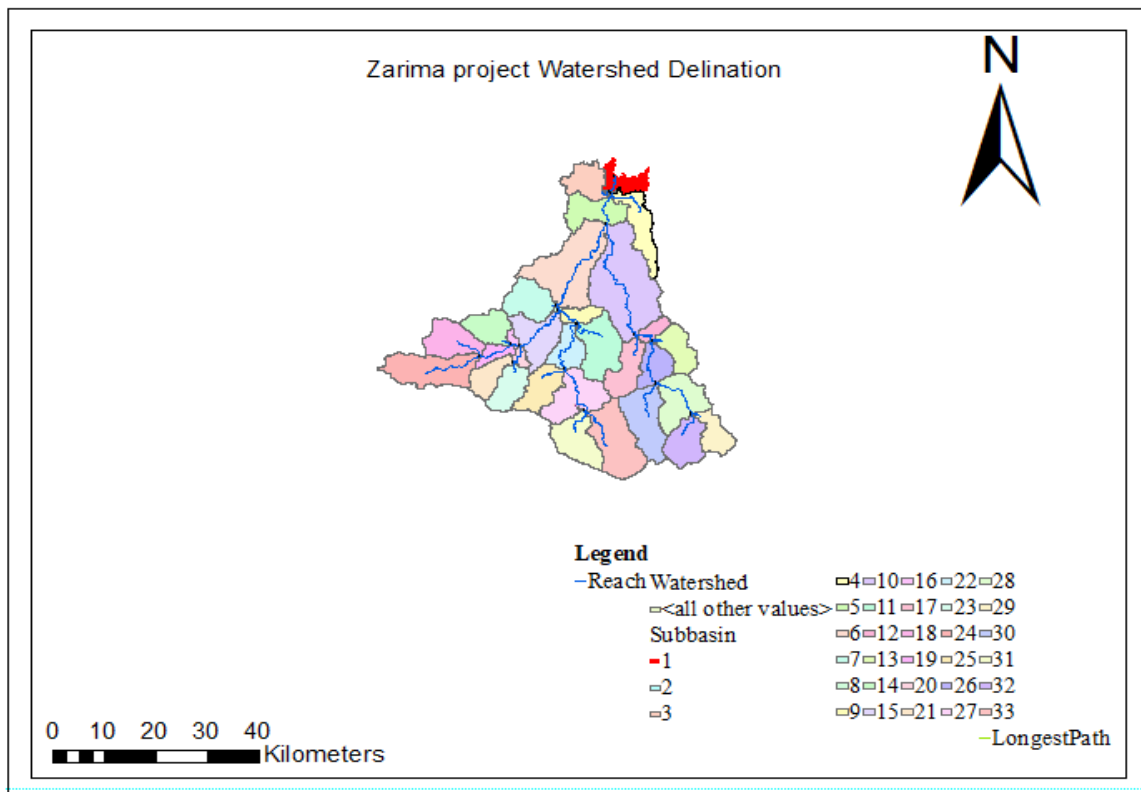 N
Zarima project Watershed Delination
Legend
Reach
Watershed
<all other values>
Subbasin
1
2
3
4 10 16 22 28
5 11 17 23 29
6 12 18 24 30
7 13 19 25 31
8 14 20 26 32
9 15 21 27 33
LongestPath
0 10 20 30 40
Kilometers